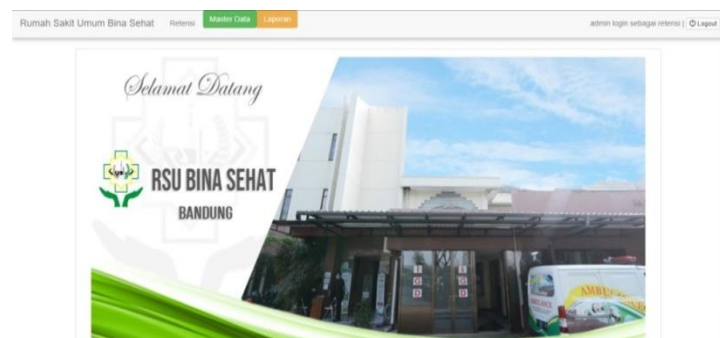 Rumah Sakit Umum Bina Sehat Retensi Master Data Laporan admin login sebagai retensi | Logout
Selamat Datang
RSU BINA SEHAT
BANDUNG
I I
G G
D D